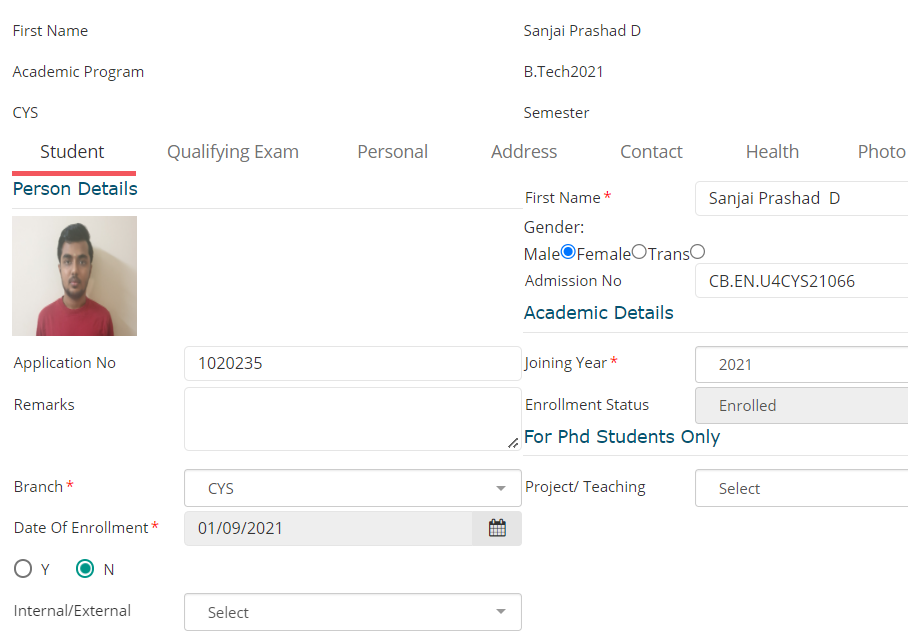 First Name Sanjai Prashad D
Academic Program B.Tech2021
CYS Semester
Student Qualifying Exam Personal Address Contact Health Photo
Person Details
First Name * Sanjai Prashad D
Gender:
Male Female Trans
Admission No CB.EN.U4CYS21066
Academic Details
Application No 1020235 Joining Year * 2021
Remarks Enrollment Status Enrolled
For Phd Students Only
Branch * CYS Project/ Teaching Select
Date Of Enrollment * 01/09/2021
Y N
Internal/External Select